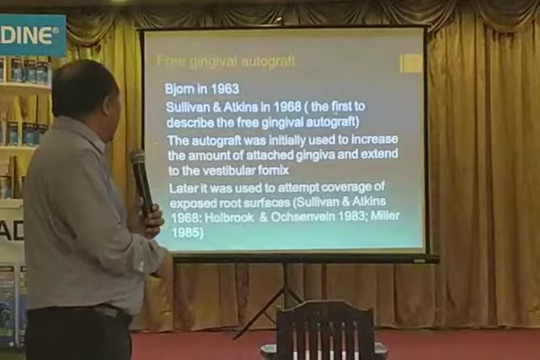 ADINE®
Free gingival autograft
Bjorn in 1963
Sullivan & Atkins in 1968 ( the first to
describe the free gingival autograft)
The autograft was initially used to increase
the amount of attached gingiva and extend
to the vestibular fornix
Later it was used to attempt coverage of
exposed root surfaces (Sullivan & Atkins
1968; Holbrook & Ochsenvein 1983; Miller
1985)
AD